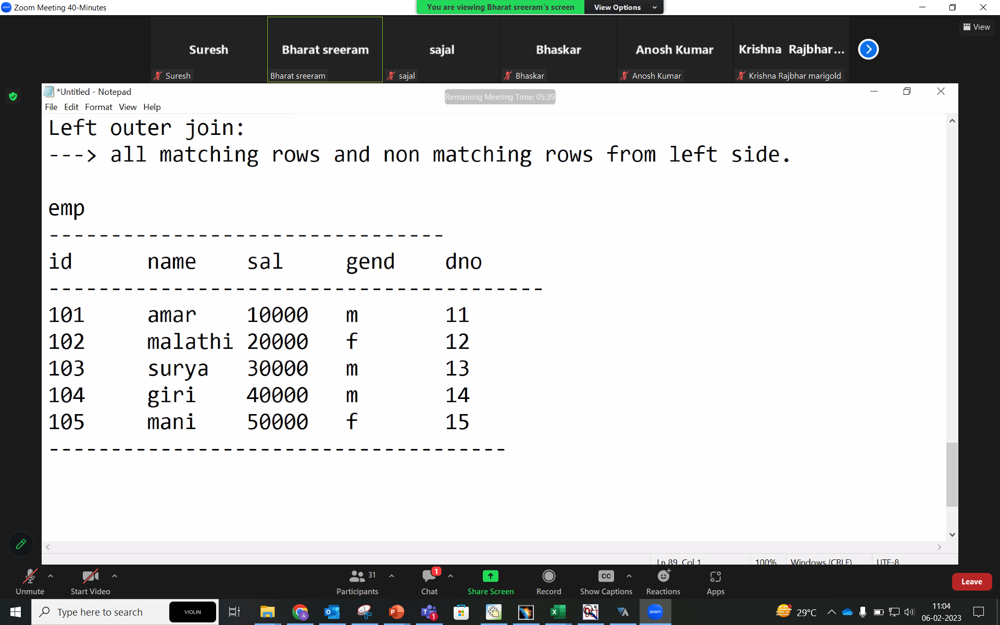 Zoom Meeting 40-Minutes
You are viewing Bharat sreeram's screen
View Options
View
Suresh
Bharat sreeram
sajal
Bhaskar
Anosh Kumar
Krishna Rajbhar...
Suresh
Bharat sreeram
sajal
Bhaskar
Anosh Kumar
Krishna Rajbhar marigold
*Untitled - Notepad
Remaining Meeting Time: 05:39
File Edit Format View Help
Left outer join:
---> all matching rows and non matching rows from left side.
emp
--------------------------------
id name sal gend dno
----------------------------------------
101 amar 10000 m 11
102 malathi 20000 f 12
103 surya 30000 m 13
104 giri 40000 m 14
105 mani 50000 f 15
-------------------------------------
Ln 89, Col 1
100%
Windows (CRLF)
UTF-8
Unmute
Start Video
31
Participants
1
Chat
Share Screen
Record
CC
Show Captions
Reactions
Apps
Leave
Type here to search
VIOLIN
1
zoom
29°C
11:04
06-02-2023